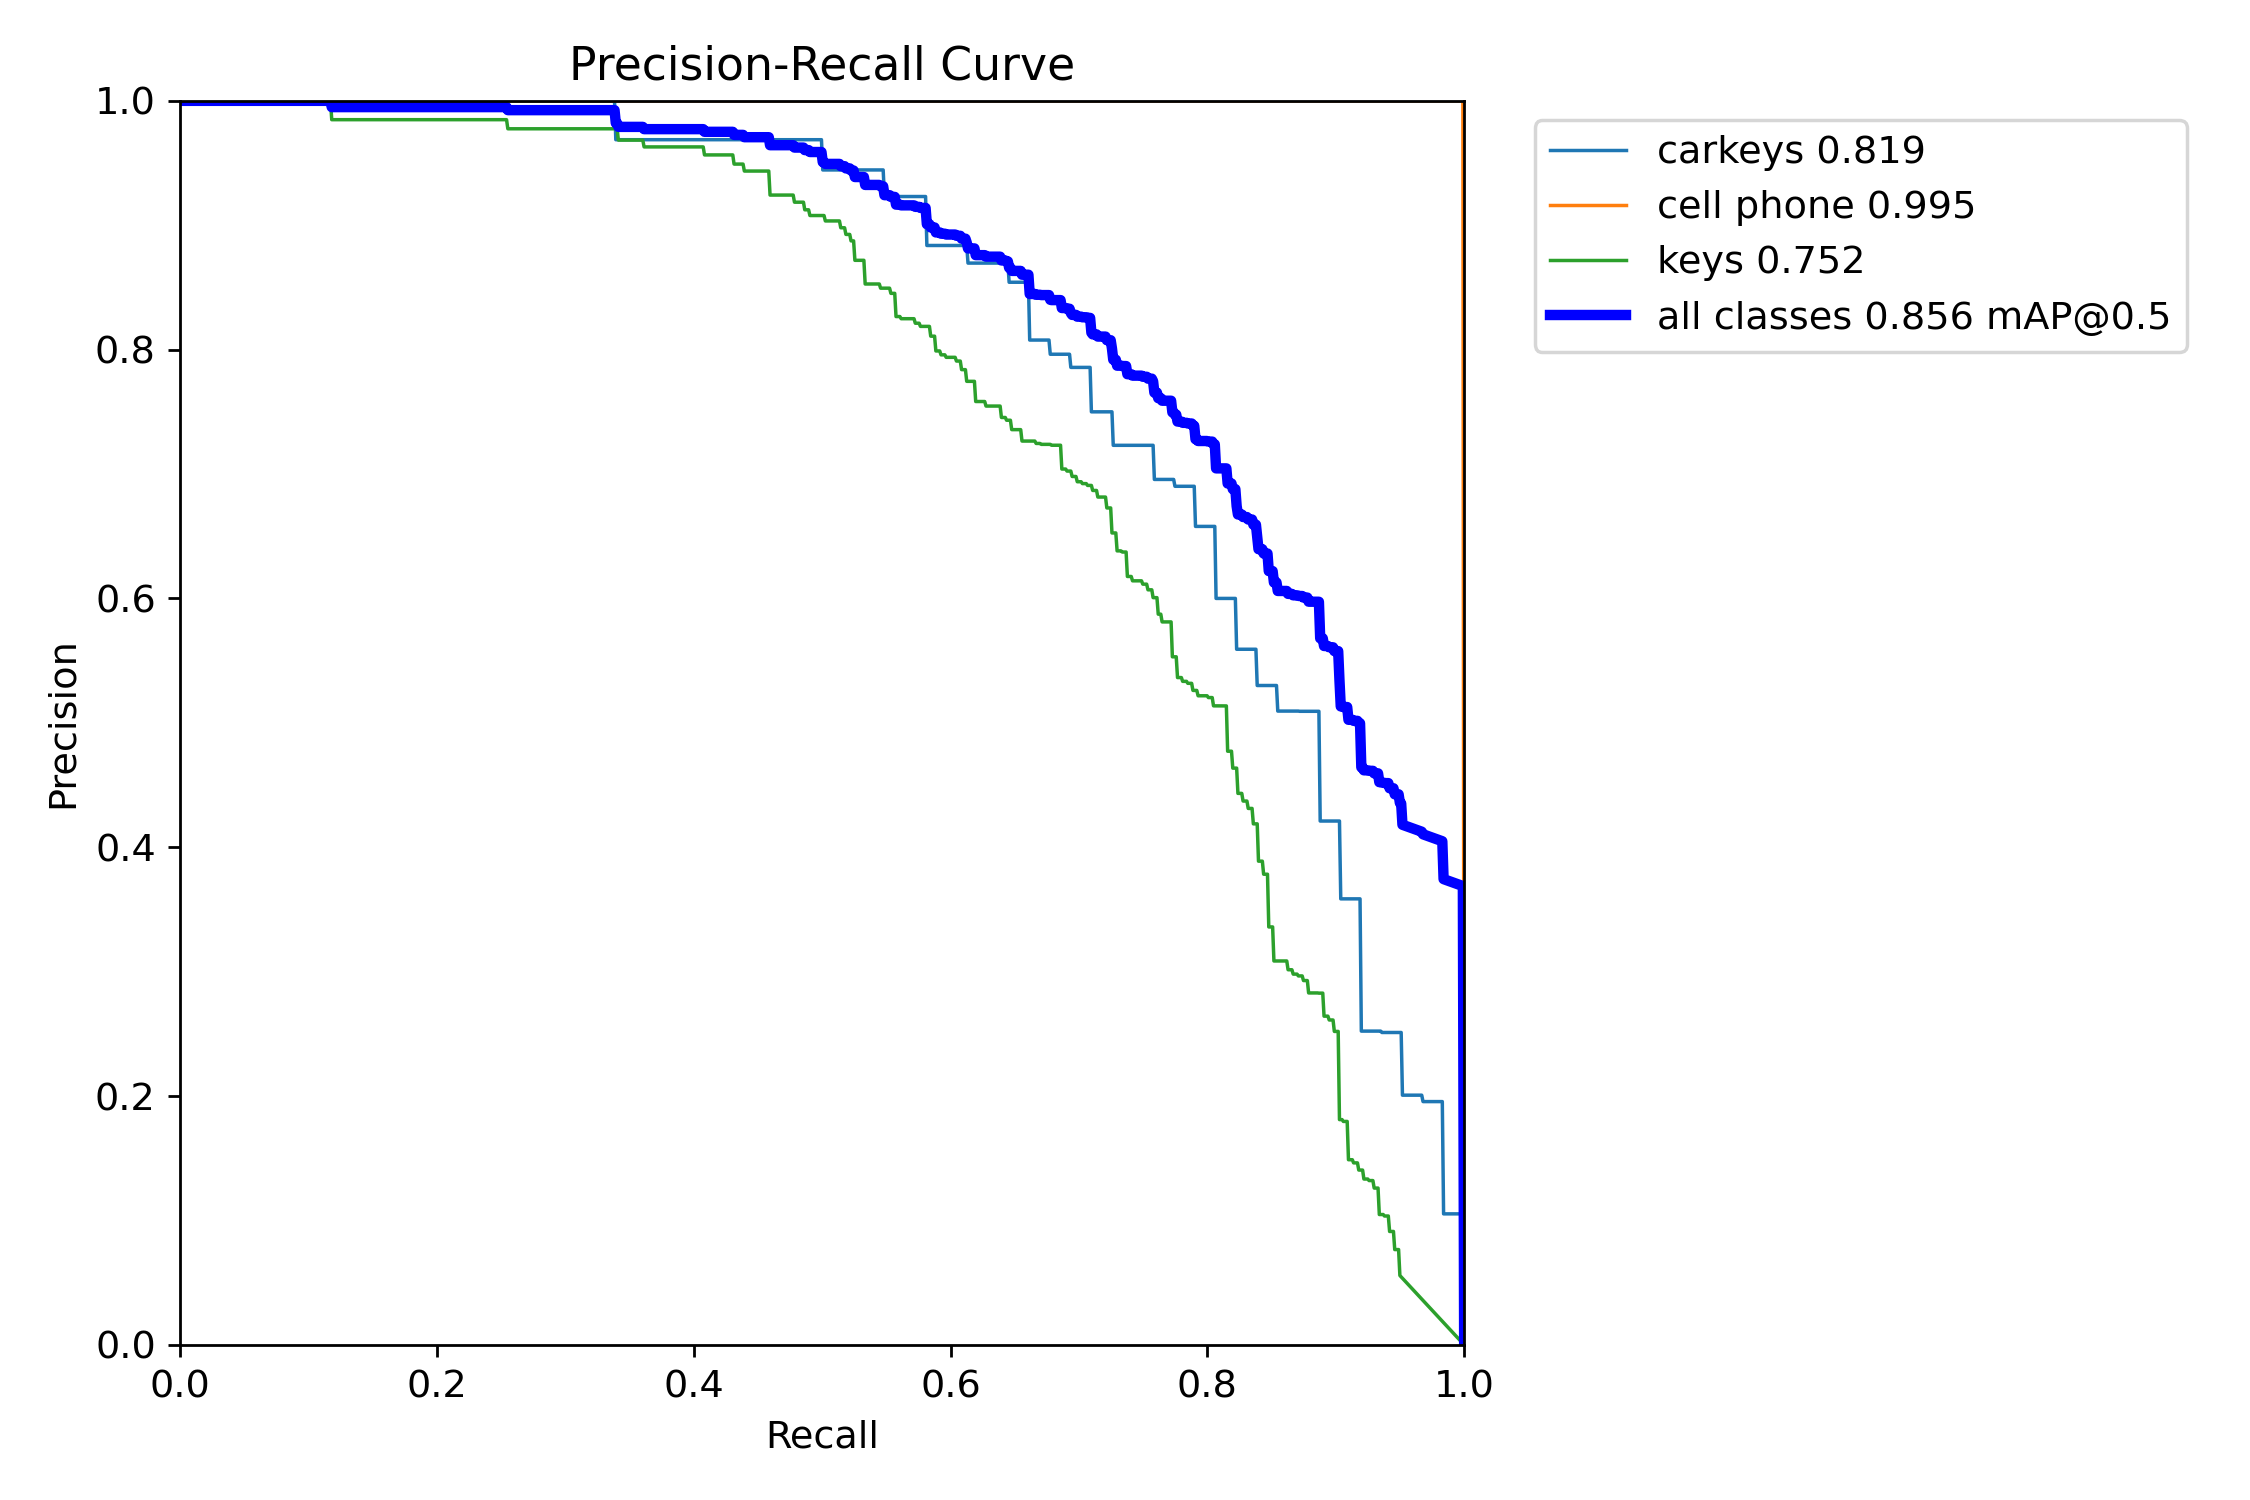 Precision-Recall Curve
1.0
0.8
0.6
0.4
0.2
0.0
Precision
0.0 0.2 0.4 0.6 0.8 1.0
Recall
carkeys 0.819
cell phone 0.995
keys 0.752
all classes 0.856 mAP@0.5